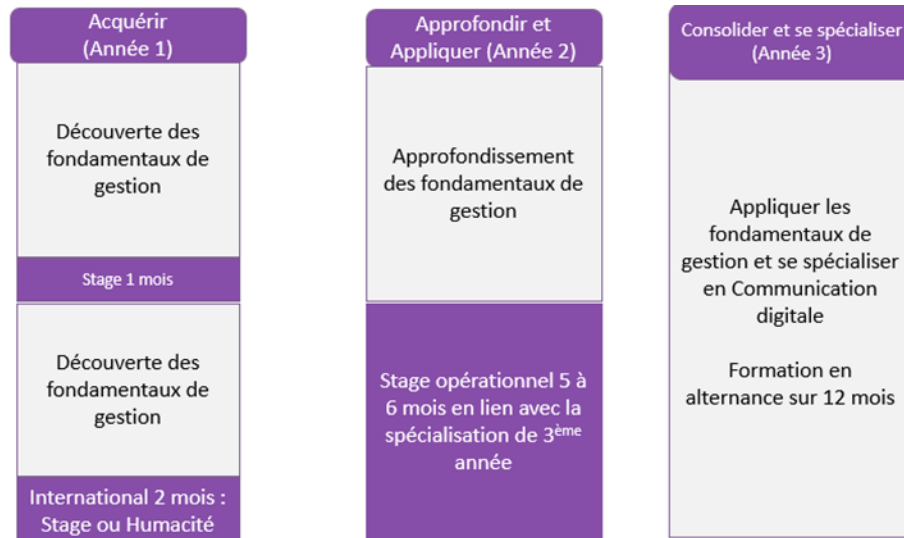 Acquérir
(Année 1)
Découverte des
fondamentaux de
gestion
Stage 1 mois
Découverte des
fondamentaux de
gestion
International 2 mois :
Stage ou Humacité
Approfondir et
Appliquer (Année 2)
Approfondissement
des fondamentaux de
gestion
Stage opérationnel 5 à
6 mois en lien avec la
spécialisation de 3ème
année
Consolider et se spécialiser
(Année 3)
Appliquer les
fondamentaux de
gestion et se spécialiser
en Communication
digitale
Formation en
alternance sur 12 mois